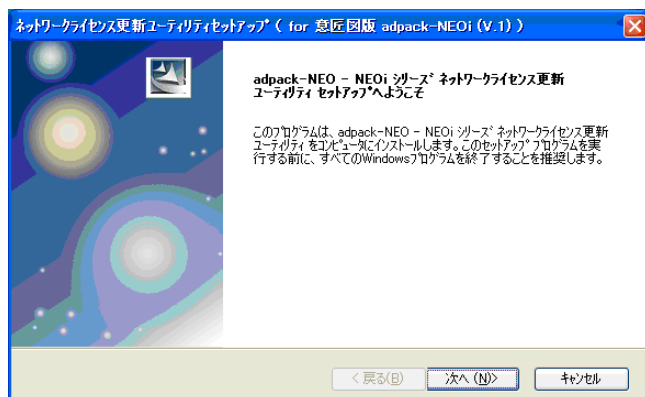 ネットワークライセンス更新ユーティリティセットアップ ( for 意匠図版 adpack-NEOi (V.1) )
adpack-NEO - NEOi シリーズ ネットワークライセンス更新
ユーティリティ セットアップへようこそ
このプログラムは、adpack-NEO - NEOi シリーズ ネットワークライセンス更新
ユーティリティ をコンピュータにインストールします。このセットアップ プログラムを実
行する前に、すべてのWindowsプログラムを終了することを推奨します。
< 戻る(B)
次へ (N)>
キャンセル